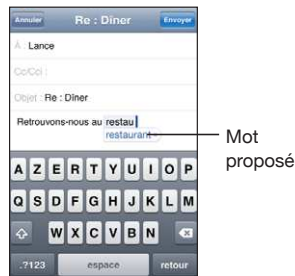 Annuler Re : Dîner Envoyer
À : Lance
Cc/Cci :
Objet : Re : Dîner
Retrouvons-nous au restau
restaurant ×
Mot
proposé
A Z E R T Y U I O P
Q S D F G H J K L M
W X C V B N
.?123 espace retour